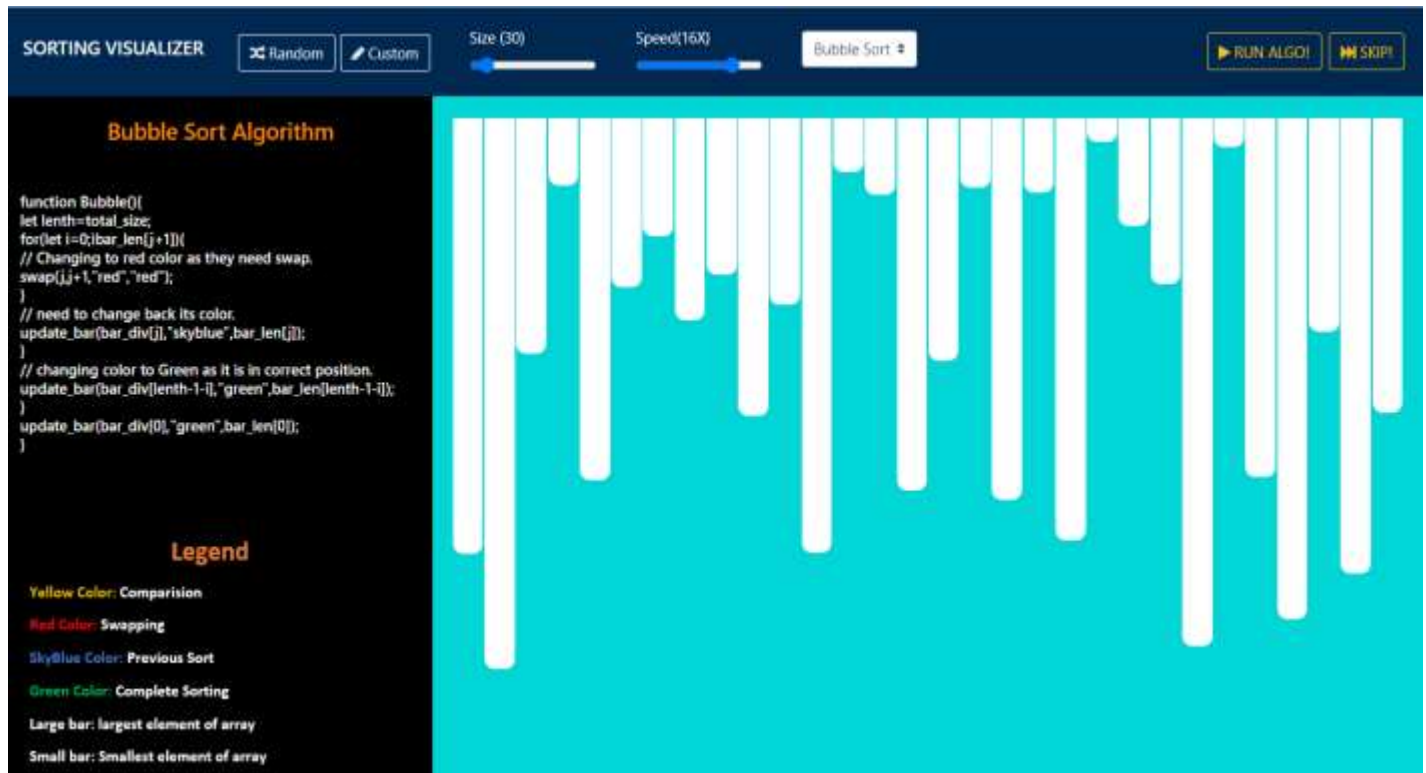 SORTING VISUALIZER
Random
Custom
Size (30)
Speed(16X)
Bubble Sort
RUN ALGO!
SKIP!
Bubble Sort Algorithm
function Bubble(){
let lenth=total_size;
for(let i=0;ibar_len[j+1]){
// Changing to red color as they need swap.
swap(j,j+1,"red","red");
}
// need to change back its color.
update_bar(bar_div[j],"skyblue",bar_len[j]);
}
// changing color to Green as it is in correct position.
update_bar(bar_div[lenth-1-i],"green",bar_len[lenth-1-i]);
}
update_bar(bar_div[0],"green",bar_len[0]);
}
Legend
Yellow Color: Comparision
Red Color: Swapping
SkyBlue Color: Previous Sort
Green Color: Complete Sorting
Large bar: largest element of array
Small bar: Smallest element of array